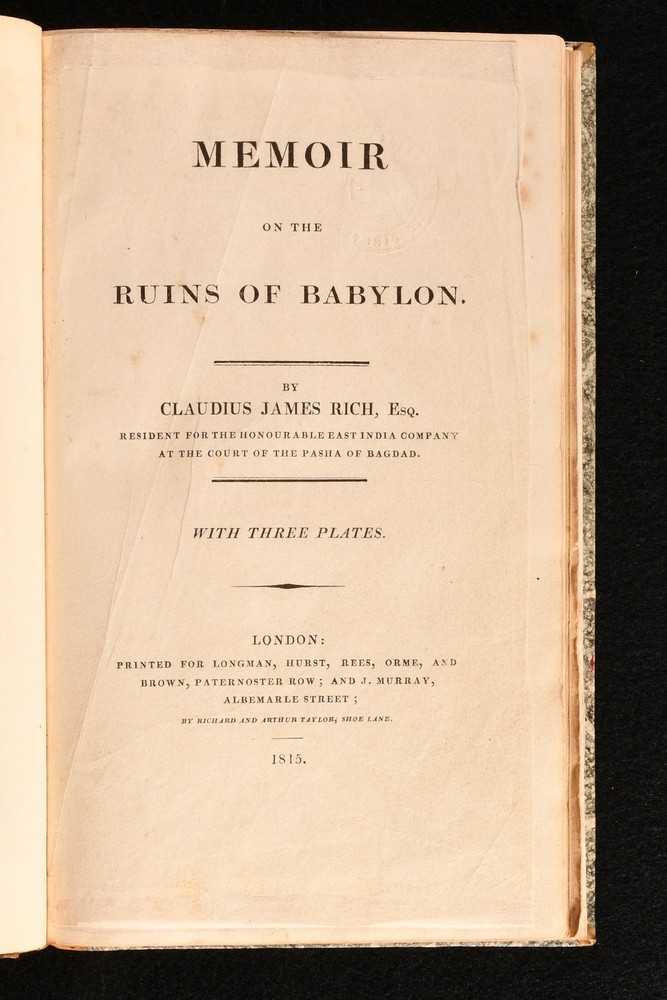 MEMOIR
ON THE
RUINS OF BABYLON.
BY
CLAUDIUS JAMES RICH, Esq.
RESIDENT FOR THE HONOURABLE EAST INDIA COMPANY
AT THE COURT OF THE PASHA OF BAGDAD.
WITH THREE PLATES.
LONDON:
PRINTED FOR LONGMAN, HURST, REES, ORME, AND
BROWN, PATERNOSTER ROW; AND J. MURRAY,
ALBEMARLE STREET;
BY RICHARD AND ARTHUR TAYLOR, SHOE LANE.
1815.